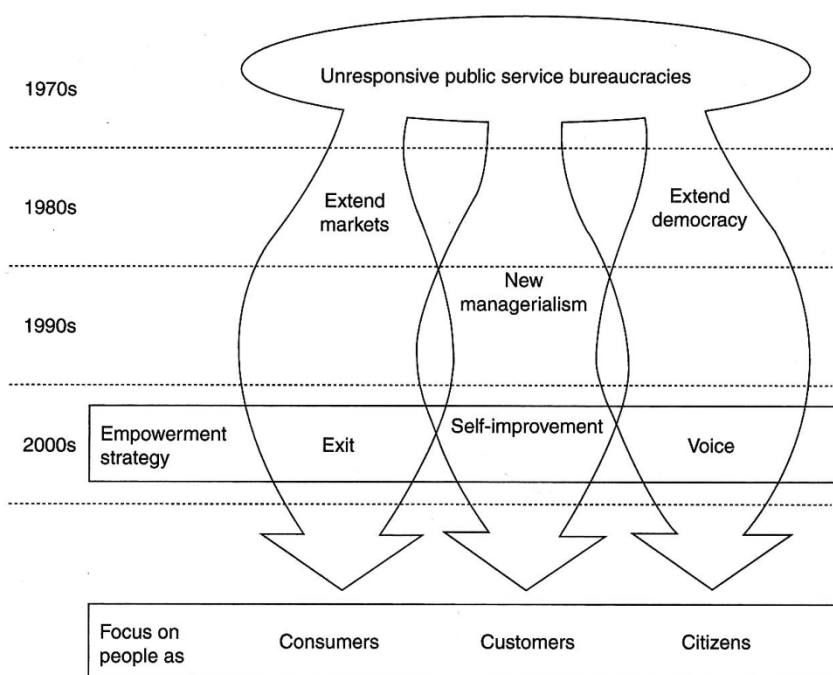 Unresponsive public service bureaucracies
1970s
Extend
markets
Extend
democracy
1980s
New
managerialism
1990s
Empowerment
strategy
Exit
Self-improvement
Voice
2000s
Focus on
people as
Consumers
Customers
Citizens